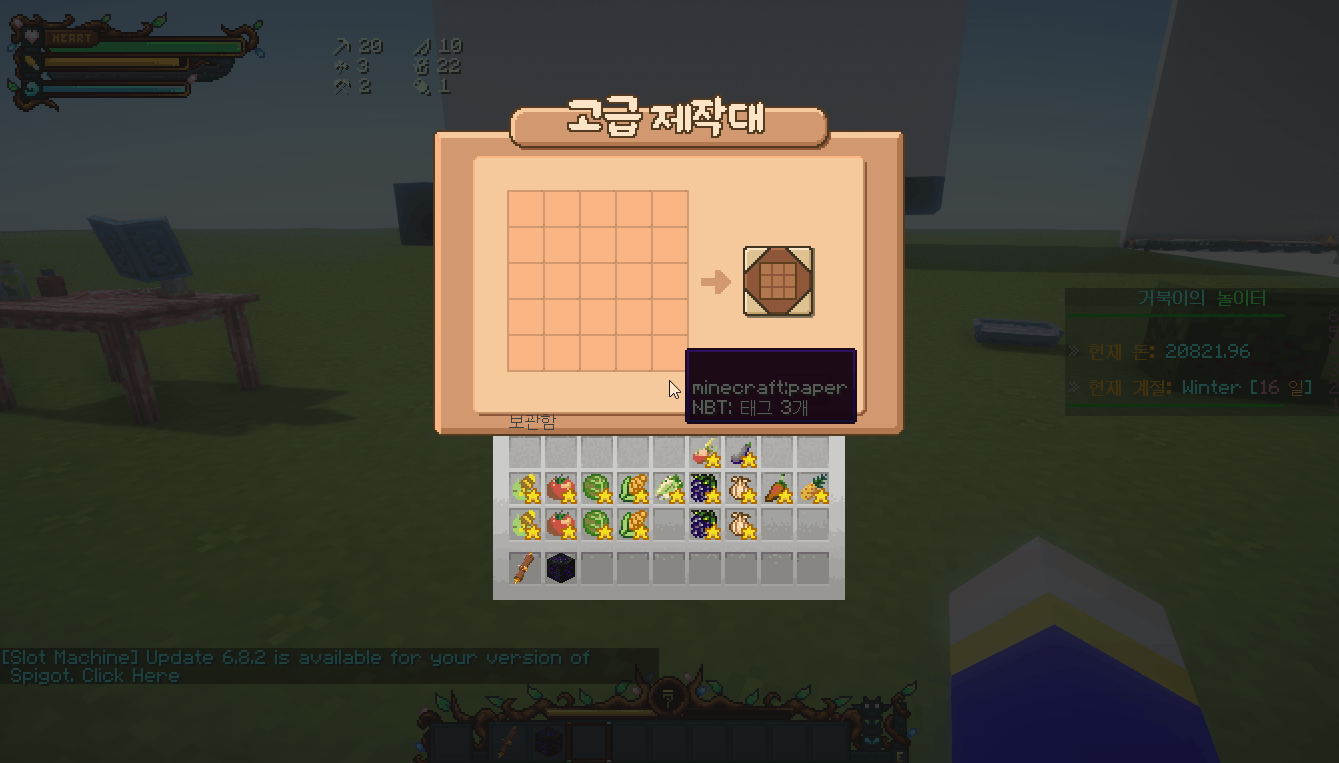 HEART
20
10
3
22
2
1
고급 제작대
거북이의 놀이터
» 현재 돈: 20821.96
» 현재 계절: Winter [16 일]
minecraft:paper
NBT: 태그 3개
보관함
[Slot Machine] Update 6.8.2 is available for your version of
Spigot. Click Here
E